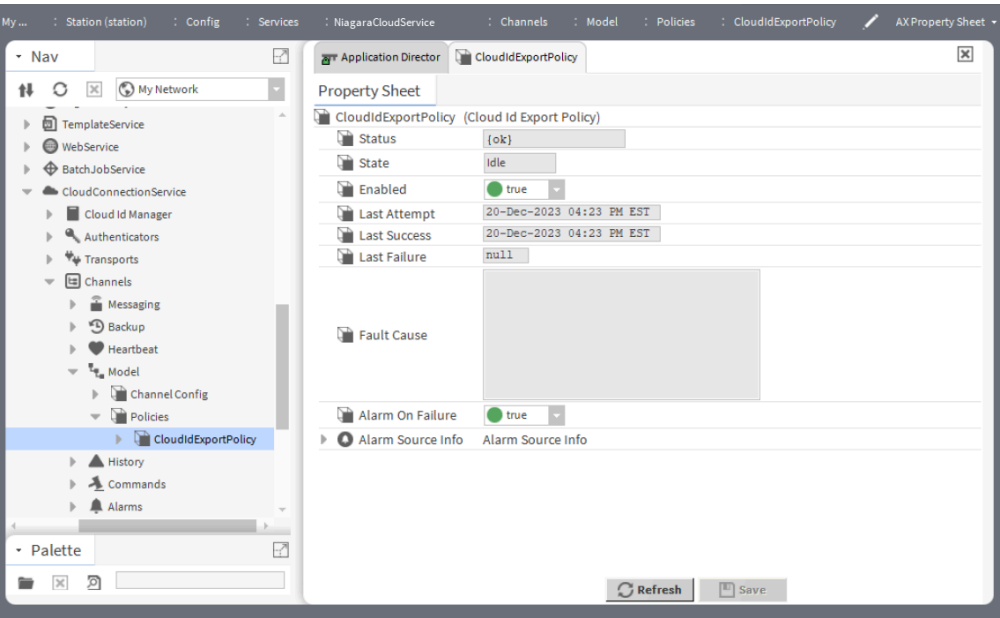 My ... : Station (station) : Config : Services : NiagaraCloudService : Channels : Model : Policies : CloudIdExportPolicy AX Property Sheet
Nav
My Network
TemplateService
WebService
BatchJobService
CloudConnectionService
Cloud Id Manager
Authenticators
Transports
Channels
Messaging
Backup
Heartbeat
Model
Channel Config
Policies
CloudIdExportPolicy
History
Commands
Alarms
Palette
Application Director CloudIdExportPolicy
Property Sheet
CloudIdExportPolicy (Cloud Id Export Policy)
Status {ok}
State Idle
Enabled true
Last Attempt 20-Dec-2023 04:23 PM EST
Last Success 20-Dec-2023 04:23 PM EST
Last Failure null
Fault Cause
Alarm On Failure true
Alarm Source Info Alarm Source Info
Refresh Save